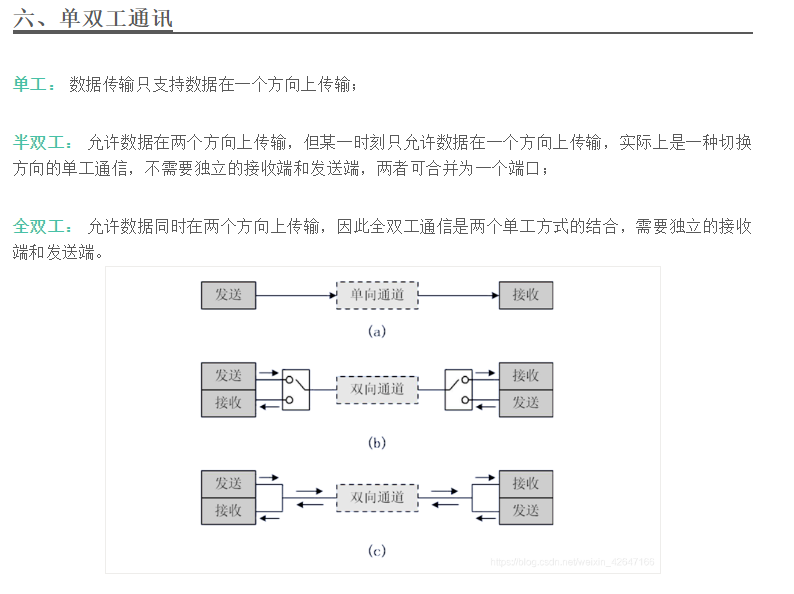 六、单双工通讯
单工： 数据传输只支持数据在一个方向上传输；
半双工： 允许数据在两个方向上传输，但某一时刻只允许数据在一个方向上传输，实际上是一种切换
方向的单工通信，不需要独立的接收端和发送端，两者可合并为一个端口；
全双工： 允许数据同时在两个方向上传输，因此全双工通信是两个单工方式的结合，需要独立的接收
端和发送端。
发送 单向通道 接收
(a)
发送 接收
双向通道
接收 发送
(b)
发送 接收
双向通道
接收 发送
(c)
https://blog.csdn.net/weixin_42647166